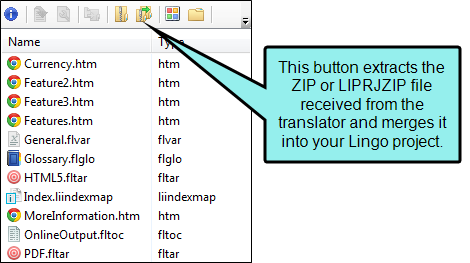 This button extracts the
ZIP or LIPRJZIP file
received from the
translator and merges it
into your Lingo project.
Name Type
Currency.htm htm
Feature2.htm htm
Feature3.htm htm
Features.htm htm
General.flvar flvar
Glossary.flglo flglo
HTML5.fltar fltar
Index.liindexmap liindexmap
MoreInformation.htm htm
OnlineOutput.fltoc fltoc
PDF.fltar fltar